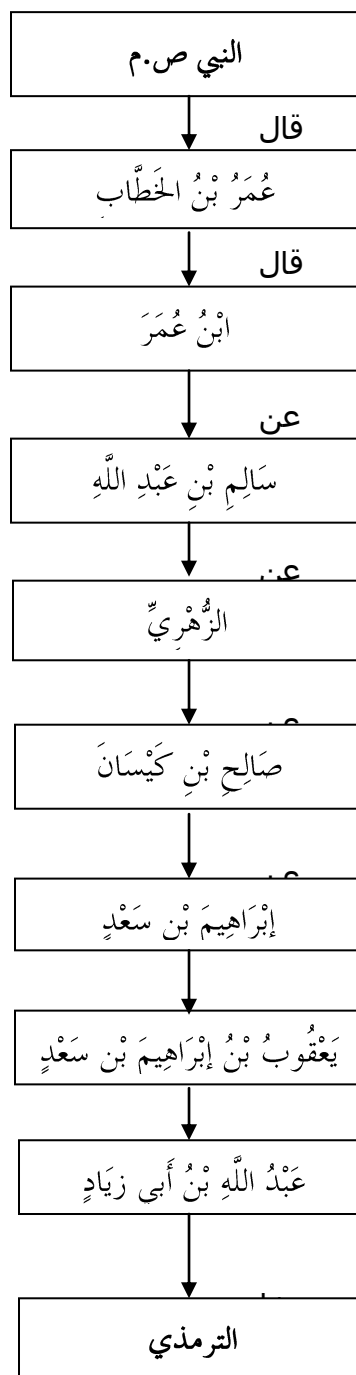 النبي ص.م
قال
عُمَرُ بْنُ الخَطَّابِ
قال
ابْنُ عُمَرَ
عن
سَالِمِ بْنِ عَبْدِ اللَّهِ
عن
الزُّهْرِيِّ
صَالِحِ بْنِ كَيْسَانَ
إِبْرَاهِيمَ بْن سَعْدٍ
يَعْقُوبُ بْنُ إِبْرَاهِيمَ بْن سَعْدٍ
عَبْدُ اللَّهِ بْنُ أَبِي زِيَادٍ
الترمذي